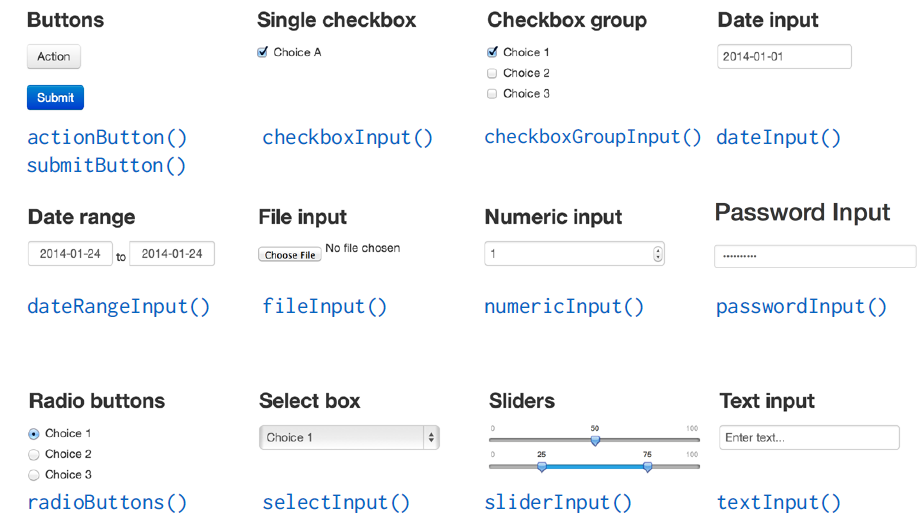 Buttons
Action
Submit
actionButton()
submitButton()
Single checkbox
Choice A
checkboxInput()
Checkbox group
Choice 1
Choice 2
Choice 3
checkboxGroupInput()
Date input
2014-01-01
dateInput()
Date range
2014-01-24 to 2014-01-24
dateRangeInput()
File input
Choose File No file chosen
fileInput()
Numeric input
1
numericInput()
Password Input
••••••••••
passwordInput()
Radio buttons
Choice 1
Choice 2
Choice 3
radioButtons()
Select box
Choice 1
selectInput()
Sliders
0 50 100
0 25 75 100
sliderInput()
Text input
Enter text...
textInput()